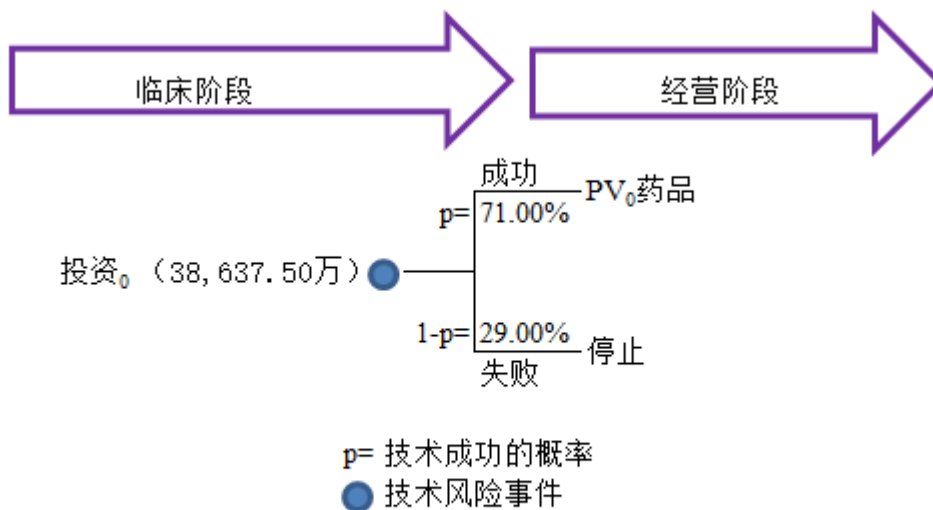 临床阶段
经营阶段
成功
p= 71.00%
PV₀药品
投资₀ （38,637.50万）
1-p= 29.00%
停止
失败
p= 技术成功的概率
技术风险事件